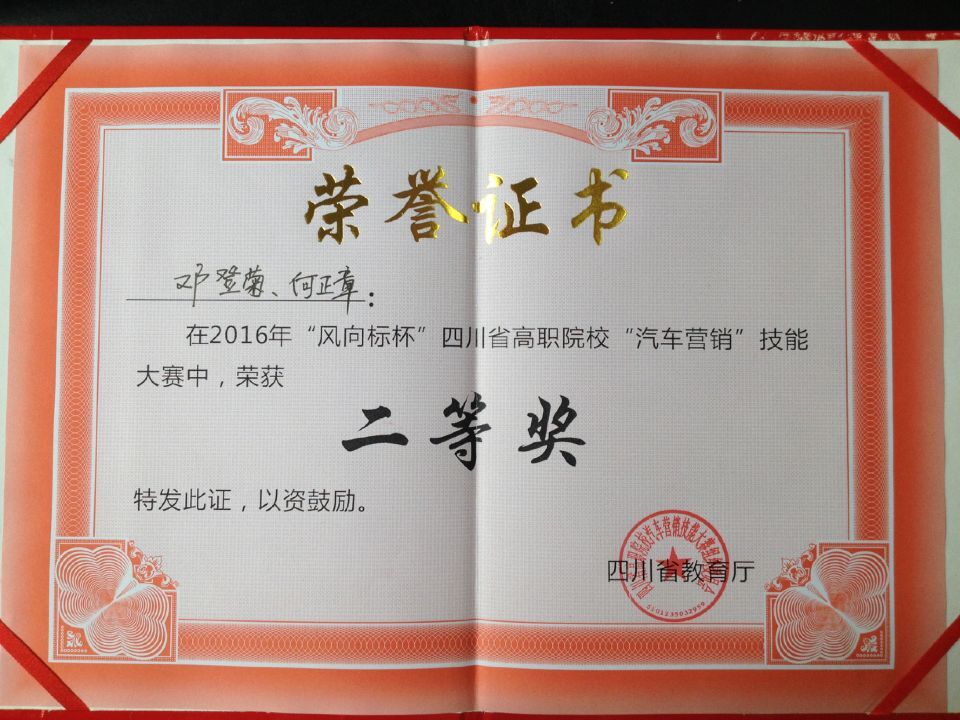 荣誉证书
邓登菊、何正章：
在2016年“风向标杯”四川省高职院校“汽车营销”技能
大赛中，荣获
二等奖
特发此证，以资鼓励。
四川省教育厅